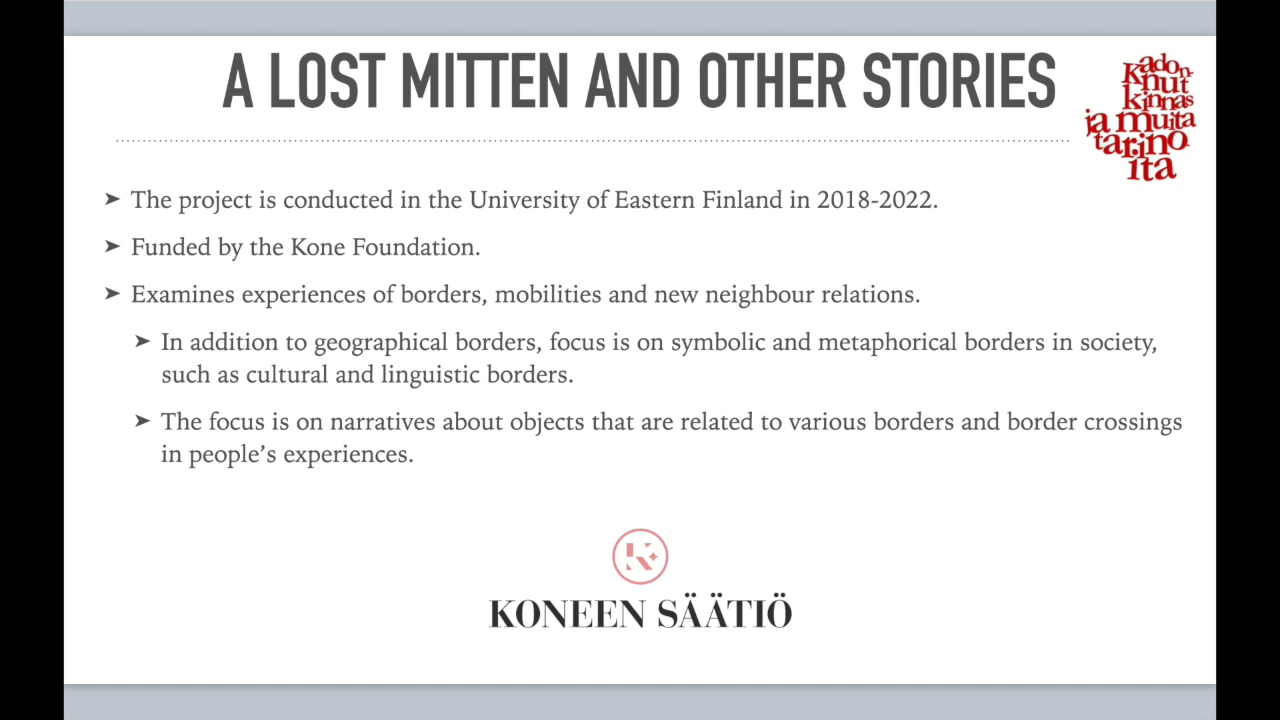 A LOST MITTEN AND OTHER STORIES
Kadon-
nut
kinnas
ja muita
tarino
ita
➤ The project is conducted in the University of Eastern Finland in 2018-2022.
➤ Funded by the Kone Foundation.
➤ Examines experiences of borders, mobilities and new neighbour relations.
➤ In addition to geographical borders, focus is on symbolic and metaphorical borders in society,
such as cultural and linguistic borders.
➤ The focus is on narratives about objects that are related to various borders and border crossings
in people’s experiences.
K
KONEEN SÄÄTIÖ